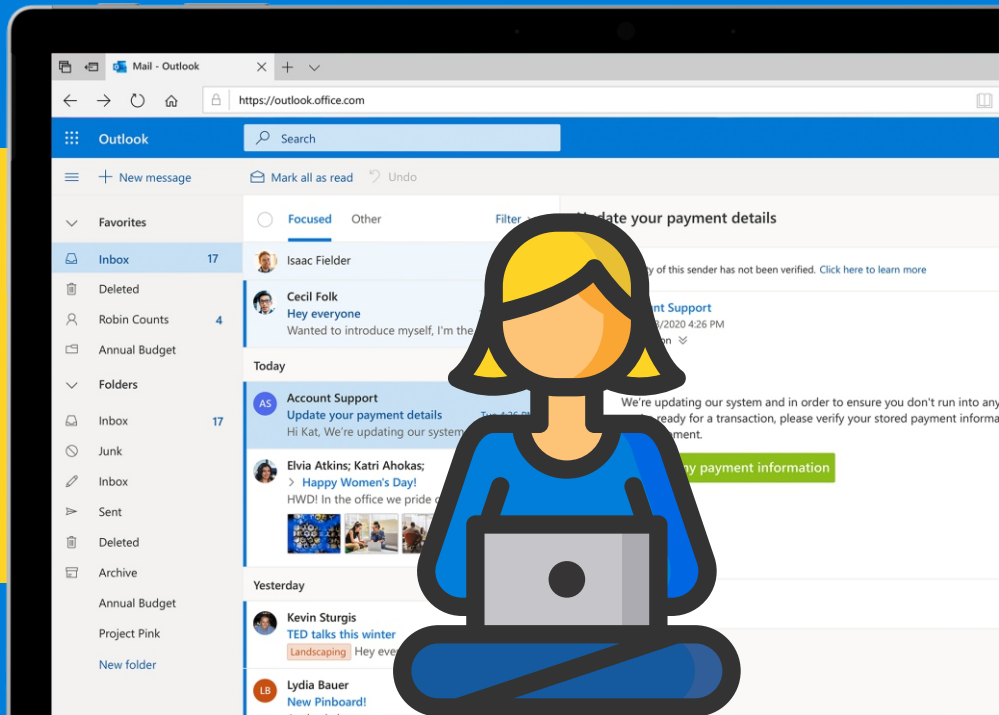 Mail - Outlook
https://outlook.office.com
Outlook
Search
New message
Mark all as read
Undo
Favorites
Inbox 17
Deleted
Robin Counts 4
Annual Budget
Folders
Inbox 17
Junk
Inbox
Sent
Deleted
Archive
Annual Budget
Project Pink
New folder
Focused Other Filter
Isaac Fielder
Cecil Folk
Hey everyone
Wanted to introduce myself, I'm the
Today
AS
Account Support
Update your payment details
Hi Kat, We're updating our system
Elvia Atkins; Katri Ahokas;
Happy Women's Day!
HWD! In the office we pride
Yesterday
Kevin Sturgis
TED talks this winter
Landscaping
LB
Lydia Bauer
New Pinboard!
Update your payment details
of this sender has not been verified. Click here to learn more
Support
/2020 4:26 PM
We're updating our system and in order to ensure you don't run into any
ready for a transaction, please verify your stored payment
my payment information